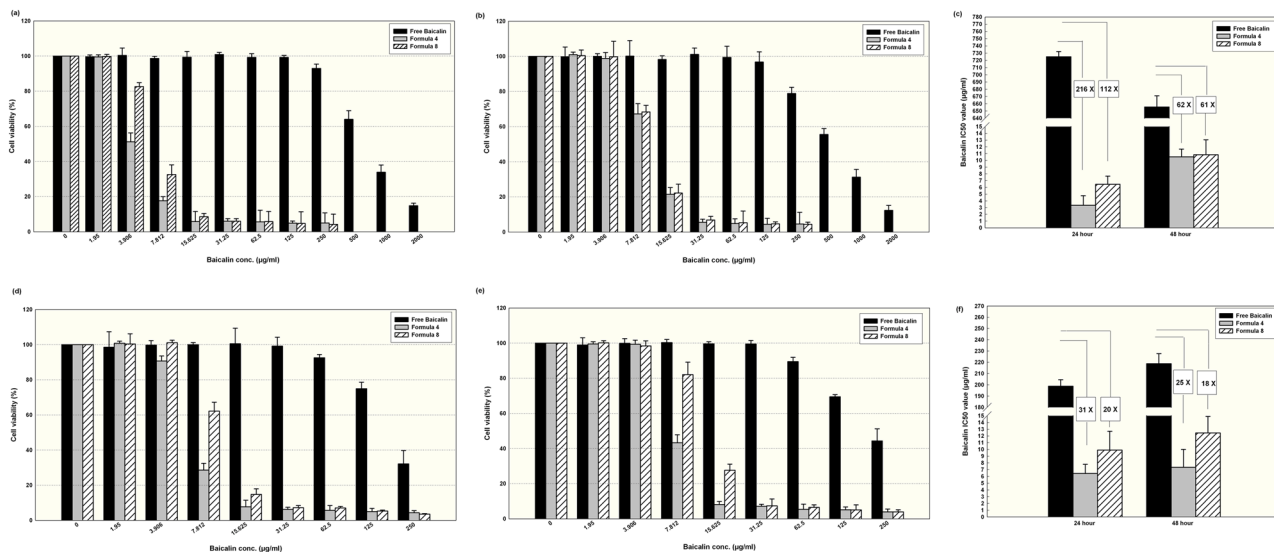 (a)
Free Baicalin
Formula 4
Formula 8
Cell viability (%)
120
100
80
60
40
20
0
0 1.95 3.906 7.812 15.625 31.25 62.5 125 250 500 1000 2000
Baicalin conc. (µg/ml)
(b)
Free Baicalin
Formula 4
Formula 8
Cell viability (%)
120
100
80
60
40
20
0
0 1.95 3.906 7.812 15.625 31.25 62.5 125 250 500 1000 2000
Baicalin conc. (µg/ml)
(c)
Free Baicalin
Formula 4
Formula 8
Baicalin IC50 value (µg/ml)
780
770
760
750
740
730
720
710
700
690
680
670
660
650
640
15
14
13
12
11
10
9
8
7
6
5
4
3
2
1
0
216 X 112 X 62 X 61 X
24 hour 48 hour
(d)
Free Baicalin
Formula 4
Formula 8
Cell viability (%)
120
100
80
60
40
20
0
0 1.95 3.906 7.812 15.625 31.25 62.5 125 250
Baicalin conc. (µg/ml)
(e)
Free Baicalin
Formula 4
Formula 8
Cell viability (%)
120
100
80
60
40
20
0
0 1.95 3.906 7.812 15.625 31.25 62.5 125 250
Baicalin conc. (µg/ml)
(f)
Free Baicalin
Formula 4
Formula 8
Baicalin IC50 value (µg/ml)
270
260
250
240
230
220
210
200
190
180
15
14
13
12
11
10
9
8
7
6
5
4
3
2
1
0
31 X 20 X 25 X 18 X
24 hour 48 hour